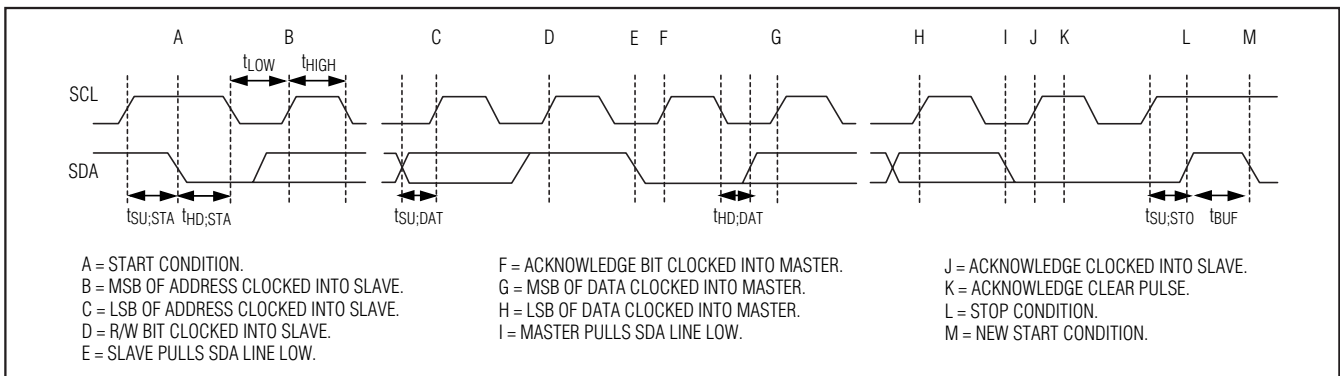 A B C D E F G H I J K L M
tLOW tHIGH
SCL
SDA
tSU;STA tHD;STA tSU;DAT tHD;DAT tSU;STO tBUF
A = START CONDITION.
B = MSB OF ADDRESS CLOCKED INTO SLAVE.
C = LSB OF ADDRESS CLOCKED INTO SLAVE.
D = R/W BIT CLOCKED INTO SLAVE.
E = SLAVE PULLS SDA LINE LOW.
F = ACKNOWLEDGE BIT CLOCKED INTO MASTER.
G = MSB OF DATA CLOCKED INTO MASTER.
H = LSB OF DATA CLOCKED INTO MASTER.
I = MASTER PULLS SDA LINE LOW.
J = ACKNOWLEDGE CLOCKED INTO SLAVE.
K = ACKNOWLEDGE CLEAR PULSE.
L = STOP CONDITION.
M = NEW START CONDITION.